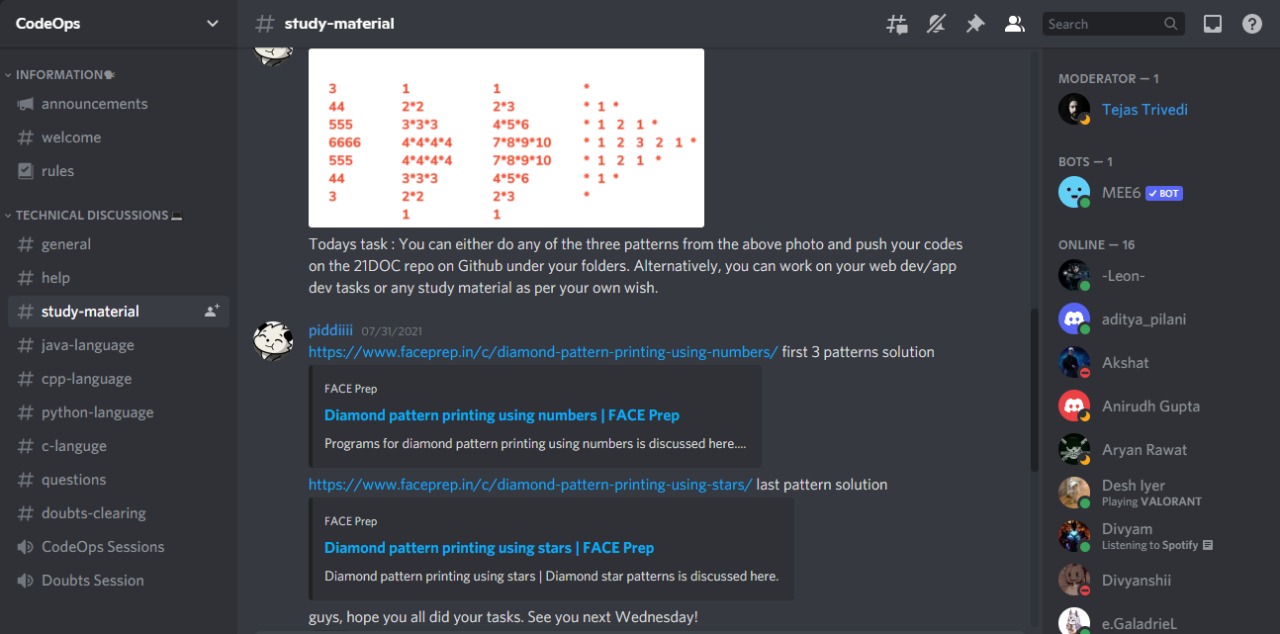 CodeOps
INFORMATION
announcements
welcome
rules
TECHNICAL DISCUSSIONS
general
help
study-material
java-language
cpp-language
python-language
c-languge
questions
doubts-clearing
CodeOps Sessions
Doubts Session
# study-material
Search
3 1 1 *
44 2*2 2*3 * 1 *
555 3*3*3 4*5*6 * 1 2 1 *
6666 4*4*4*4 7*8*9*10 * 1 2 3 2 1 *
555 4*4*4*4 7*8*9*10 * 1 2 1 *
44 3*3*3 4*5*6 * 1 *
3 2*2 2*3 *
1 1
Todays task : You can either do any of the three patterns from the above photo and push your codes
on the 21DOC repo on Github under your folders. Alternatively, you can work on your web dev/app
dev tasks or any study material as per your own wish.
piddiiii 07/31/2021
https://www.faceprep.in/c/diamond-pattern-printing-using-numbers/ first 3 patterns solution
FACE Prep
Diamond pattern printing using numbers | FACE Prep
Programs for diamond pattern printing using numbers is discussed here....
https://www.faceprep.in/c/diamond-pattern-printing-using-stars/ last pattern solution
FACE Prep
Diamond pattern printing using stars | FACE Prep
Diamond pattern printing using stars | Diamond star patterns is discussed here.
guys, hope you all did your tasks. See you next Wednesday!
MODERATOR — 1
Tejas Trivedi
BOTS — 1
MEE6 ✓ BOT
ONLINE — 16
-Leon-
aditya_pilani
Akshat
Anirudh Gupta
Aryan Rawat
Desh Iyer
Playing VALORANT
Divyam
Listening to Spotify
Divyanshii
e.GaladrieL